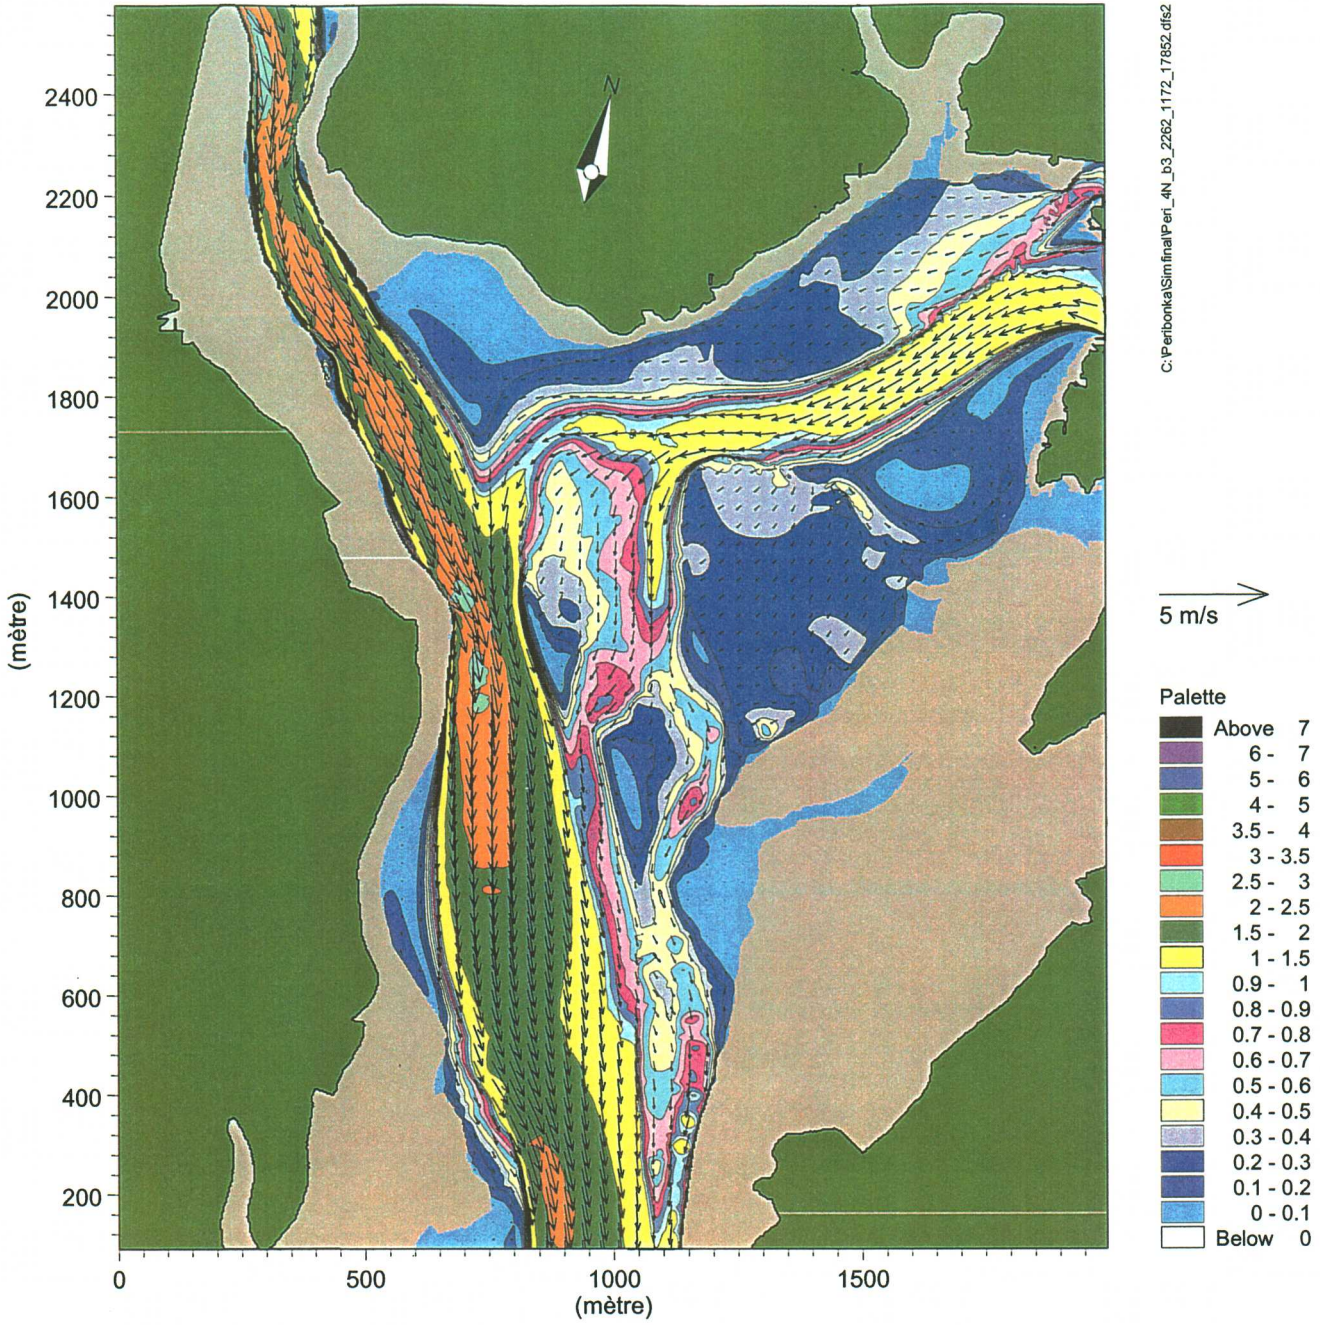 C:\Peribonka\Simfinal\Peri_4N_b3_2262_1172_17852.dfs2
N
2400
2200
2000
1800
1600
1400
1200
1000
800
600
400
200
(mètre)
0
500
1000
1500
(mètre)
5 m/s
Palette
Above 7
6 - 7
5 - 6
4 - 5
3.5 - 4
3 - 3.5
2.5 - 3
2 - 2.5
1.5 - 2
1 - 1.5
0.9 - 1
0.8 - 0.9
0.7 - 0.8
0.6 - 0.7
0.5 - 0.6
0.4 - 0.5
0.3 - 0.4
0.2 - 0.3
0.1 - 0.2
0 - 0.1
Below 0